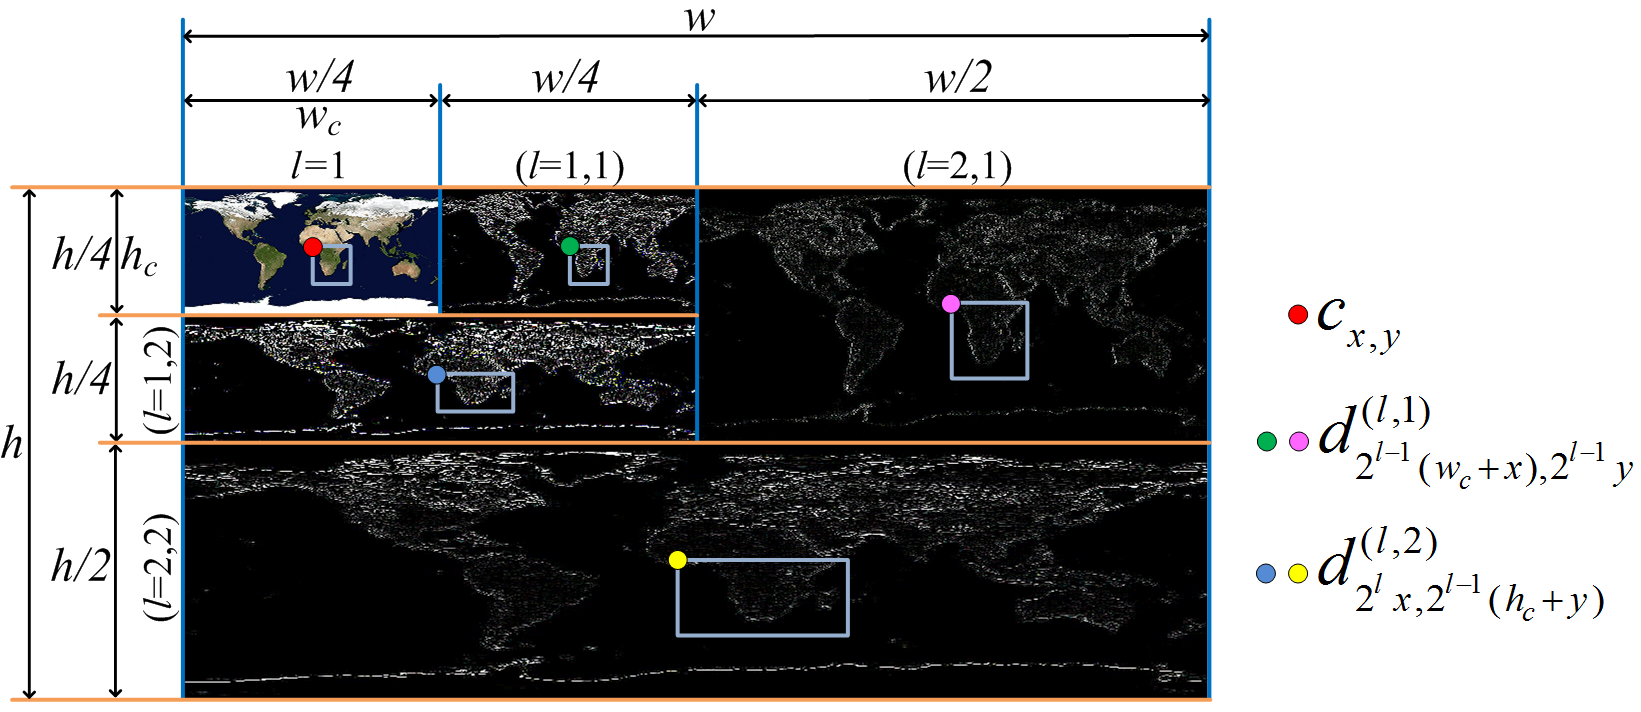 w
w/4 w/4 w/2
w_c
l=1 (l=1,1) (l=2,1)
h/4 h_c
c_{x,y}
h
h/4 (l=1,2)
d^{(l,1)}_{2^{l-1}(w_c+x),2^{l-1}y}
h/2 (l=2,2)
d^{(l,2)}_{2^l x,2^{l-1}(h_c+y)}